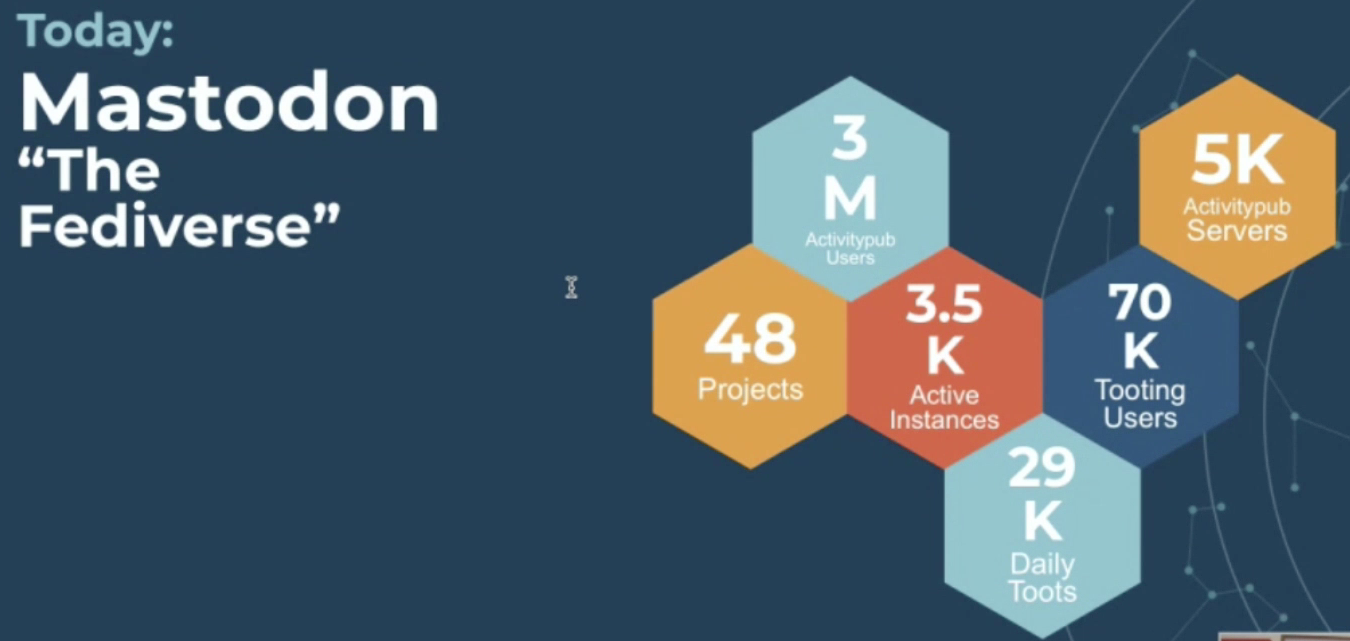 Today:
Mastodon
“The
Fediverse”
3
M
Activitypub
Users
5K
Activitypub
Servers
48
Projects
3.5
K
Active
Instances
70
K
Tooting
Users
29
K
Daily
Toots